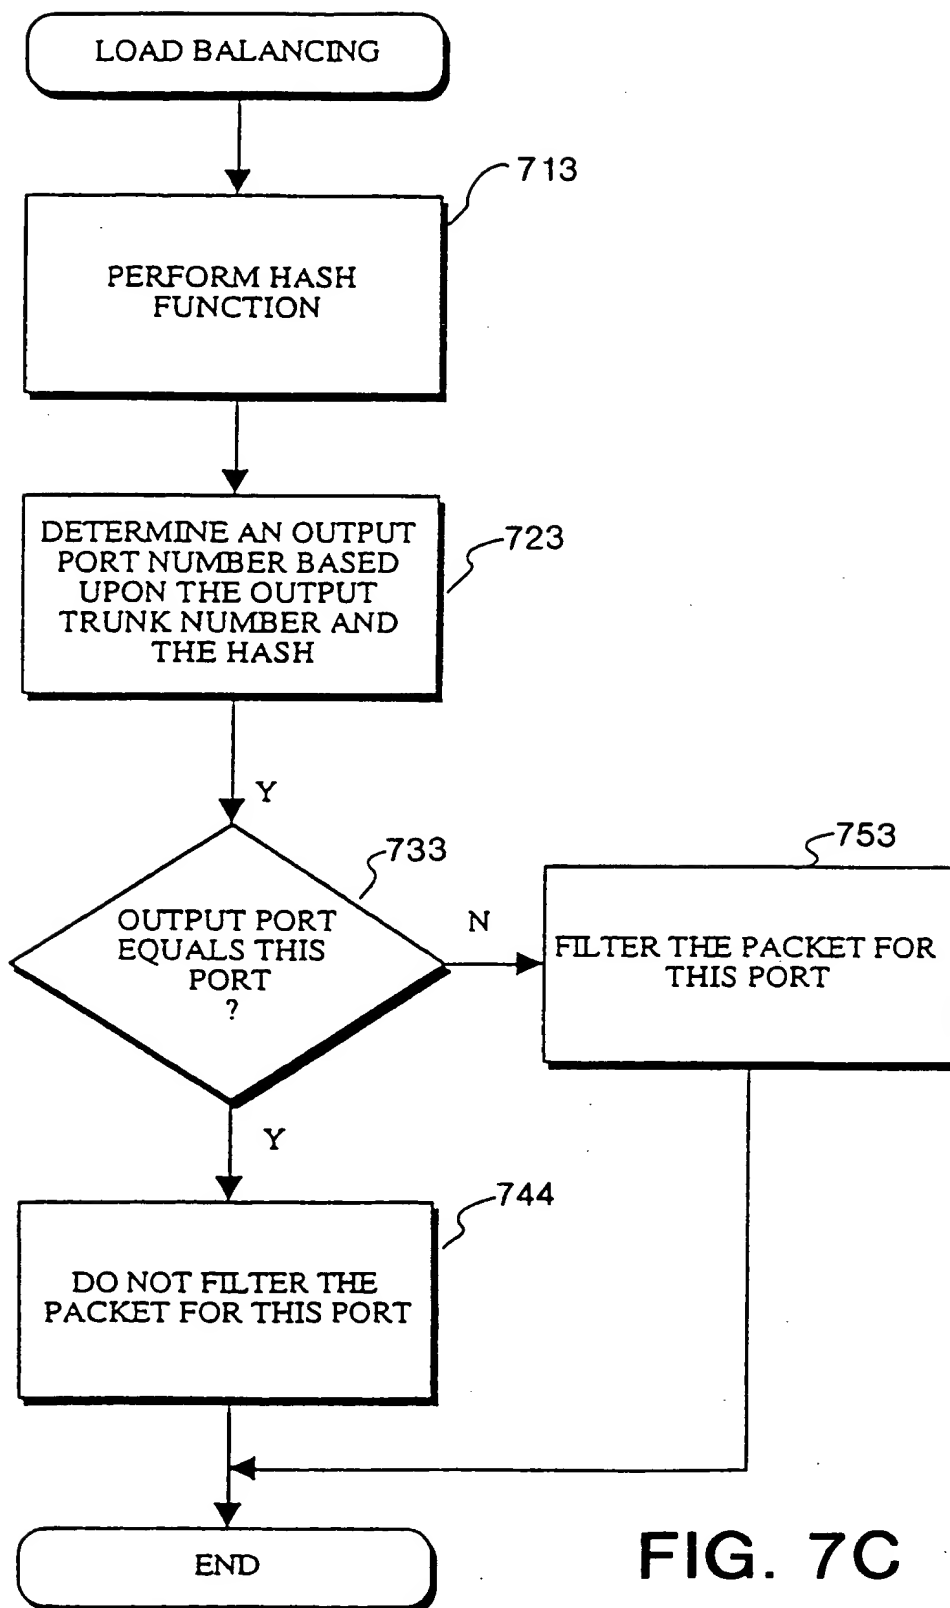 LOAD BALANCING
713
PERFORM HASH
FUNCTION
DETERMINE AN OUTPUT
PORT NUMBER BASED
UPON THE OUTPUT
TRUNK NUMBER AND
THE HASH
723
Y
733
OUTPUT PORT
EQUALS THIS
PORT
?
N
753
FILTER THE PACKET FOR
THIS PORT
Y
744
DO NOT FILTER THE
PACKET FOR THIS PORT
END
FIG. 7C